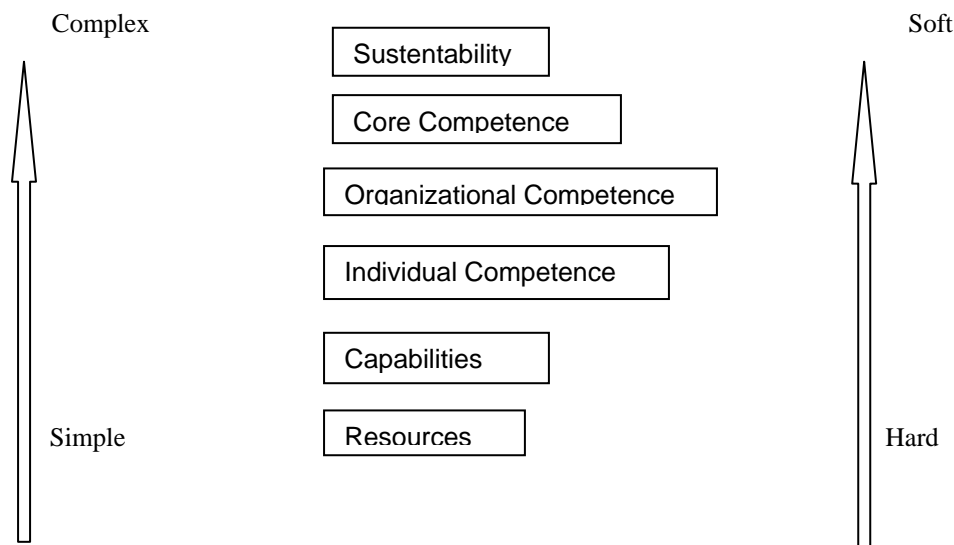 Complex
Soft
Sustentability
Core Competence
Organizational Competence
Individual Competence
Capabilities
Simple
Resources
Hard